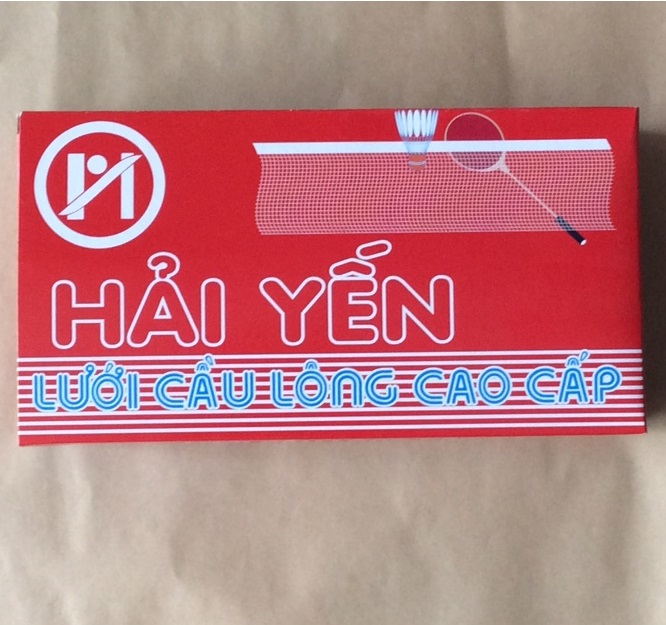 HẢI YẾN
LƯỚI CẦU LÔNG CAO CẤP